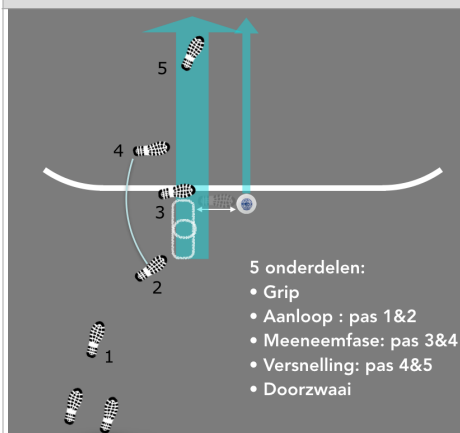 5
4
3
2
1
5 onderdelen:
• Grip
• Aanloop : pas 1&2
• Meeneemfase: pas 3&4
• Versnelling: pas 4&5
• Doorzwaai